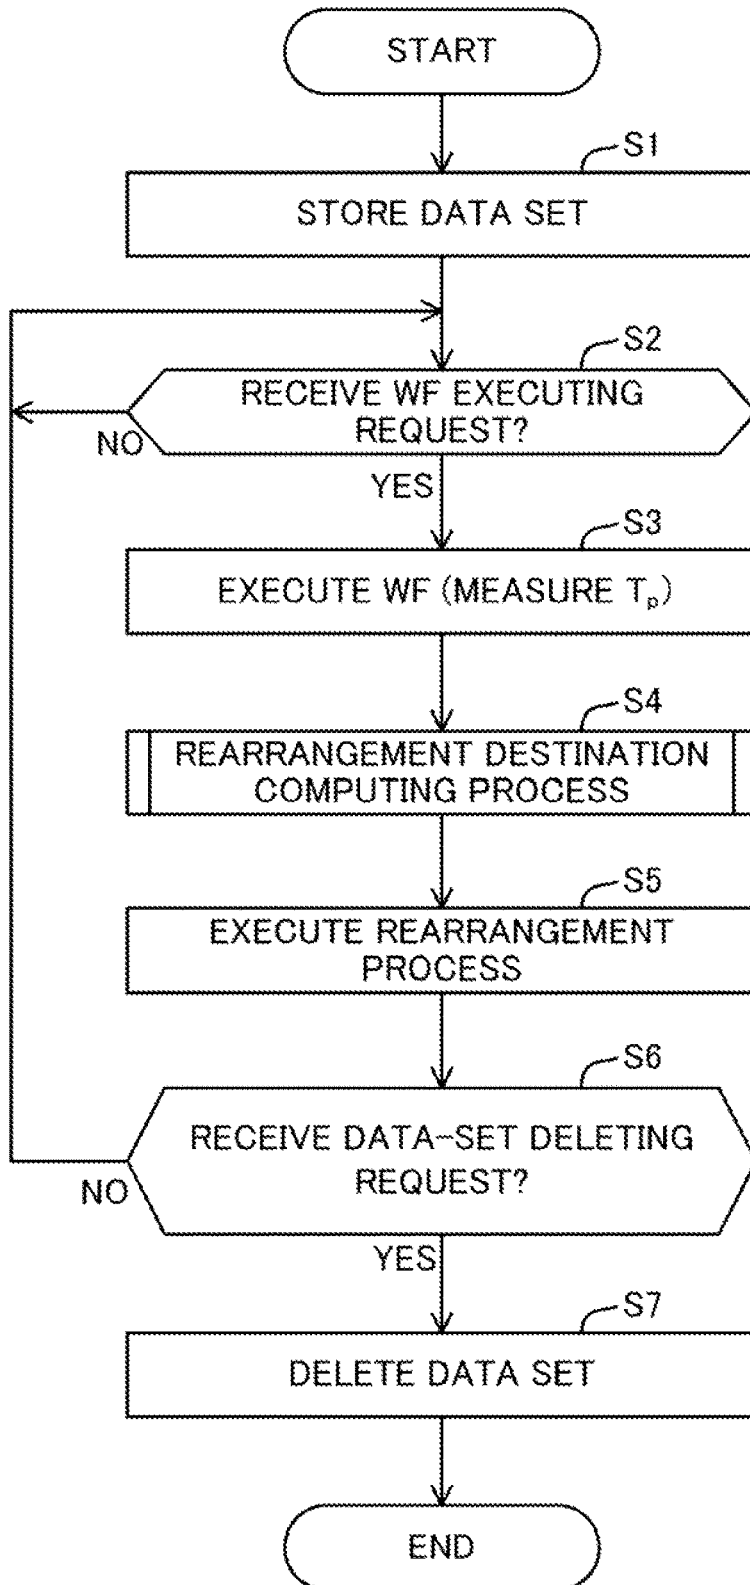 START
S1
STORE DATA SET
S2
RECEIVE WF EXECUTING
REQUEST?
NO
YES
S3
EXECUTE WF (MEASURE Tp)
S4
REARRANGEMENT DESTINATION
COMPUTING PROCESS
S5
EXECUTE REARRANGEMENT
PROCESS
S6
RECEIVE DATA-SET DELETING
REQUEST?
NO
YES
S7
DELETE DATA SET
END